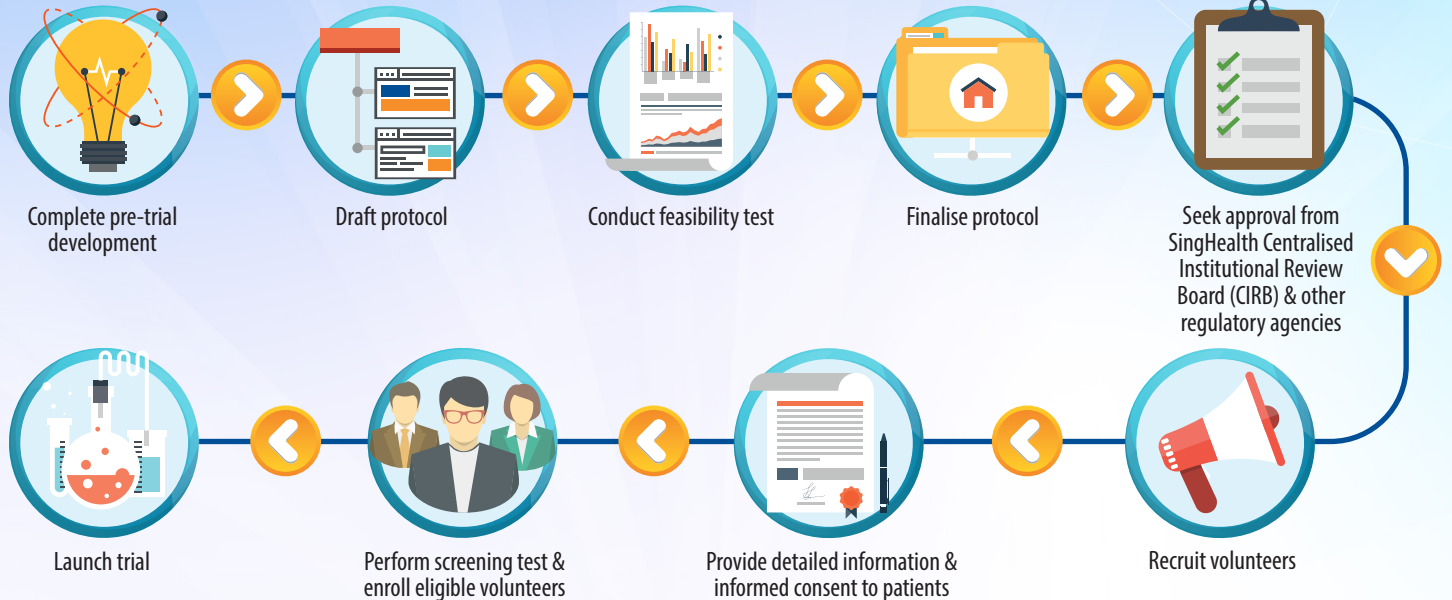 Complete pre-trial
development
Draft protocol
Conduct feasibility test
Finalise protocol
Seek approval from
SingHealth Centralised
Institutional Review
Board (CIRB) & other
regulatory agencies
Recruit volunteers
Provide detailed information &
informed consent to patients
Perform screening test &
enroll eligible volunteers
Launch trial